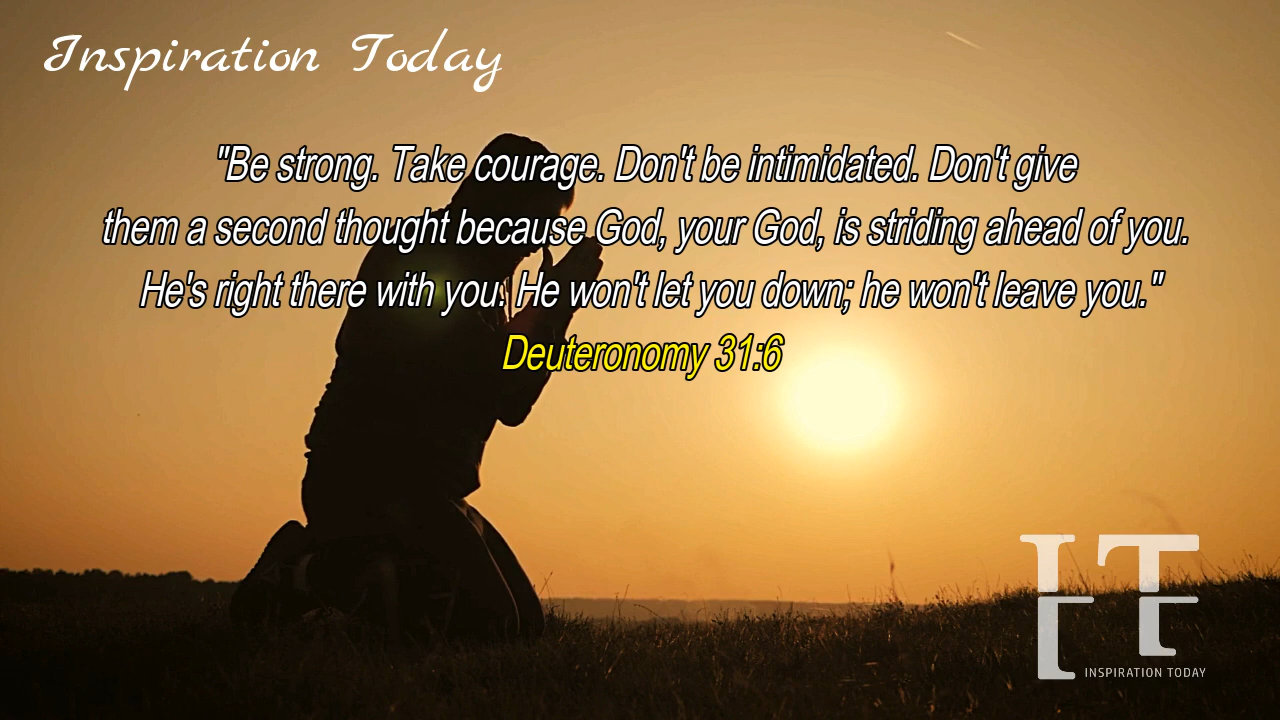 Inspiration Today
"Be strong. Take courage. Don't be intimidated. Don't give
them a second thought because God, your God, is striding ahead of you.
He's right there with you. He won't let you down; he won't leave you."
Deuteronomy 31:6
IT
INSPIRATION TODAY